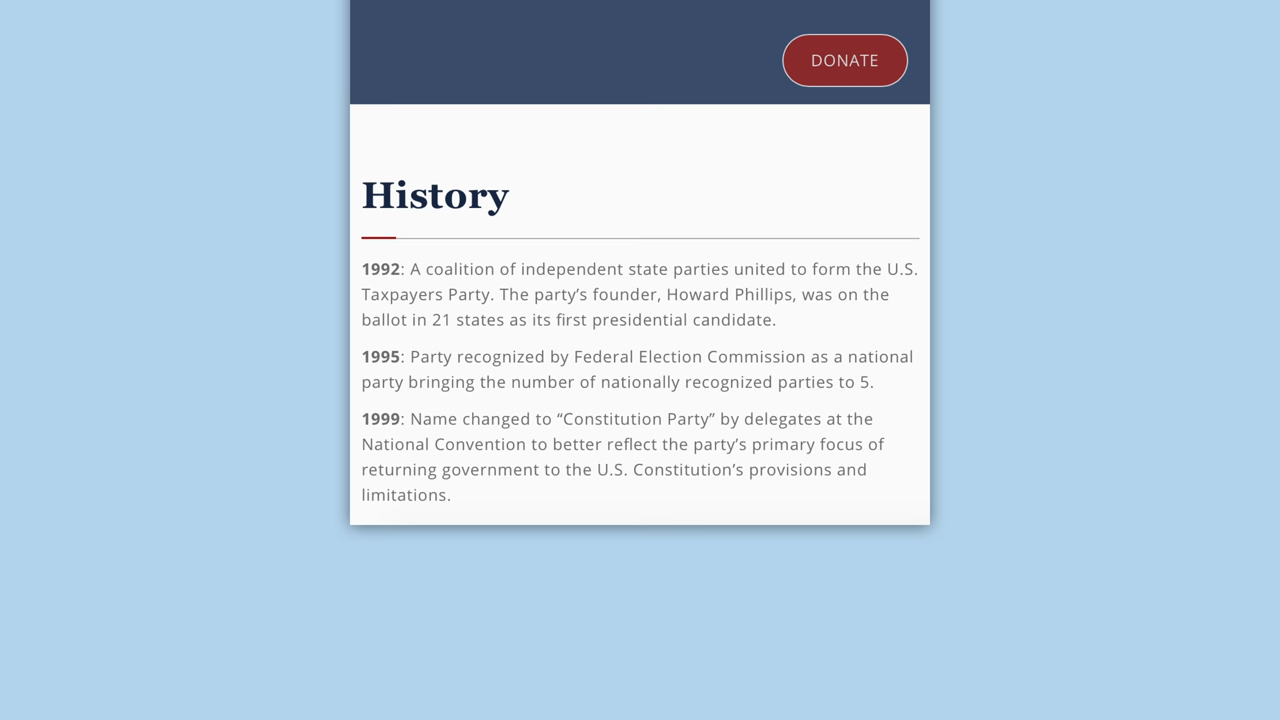 DONATE
History
1992: A coalition of independent state parties united to form the U.S.
Taxpayers Party. The party’s founder, Howard Phillips, was on the
ballot in 21 states as its first presidential candidate.
1995: Party recognized by Federal Election Commission as a national
party bringing the number of nationally recognized parties to 5.
1999: Name changed to “Constitution Party” by delegates at the
National Convention to better reflect the party’s primary focus of
returning government to the U.S. Constitution’s provisions and
limitations.